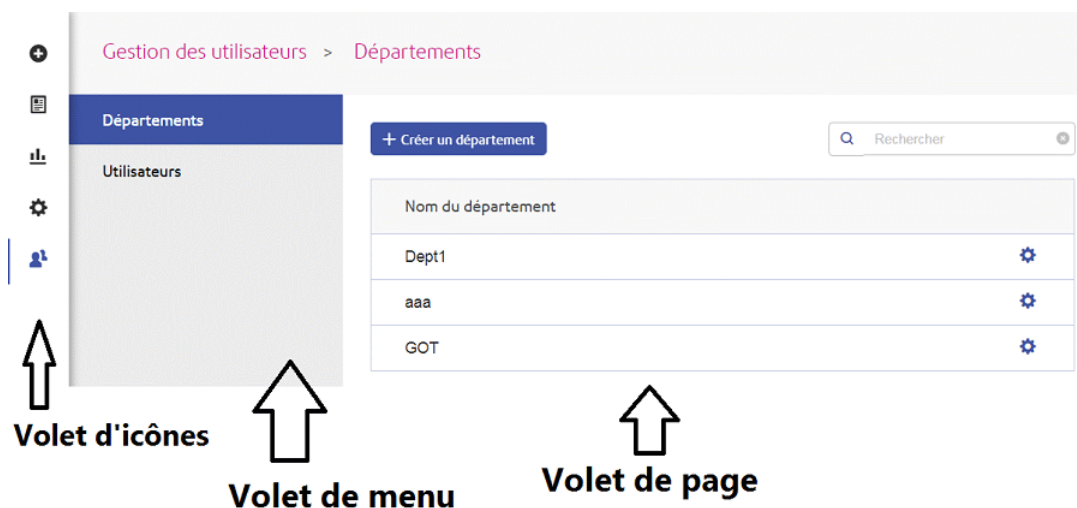 Gestion des utilisateurs > Départements
Départements
Utilisateurs
+ Créer un département
Rechercher
Nom du département
Dept1
aaa
GOT
Volet d'icônes
Volet de menu
Volet de page